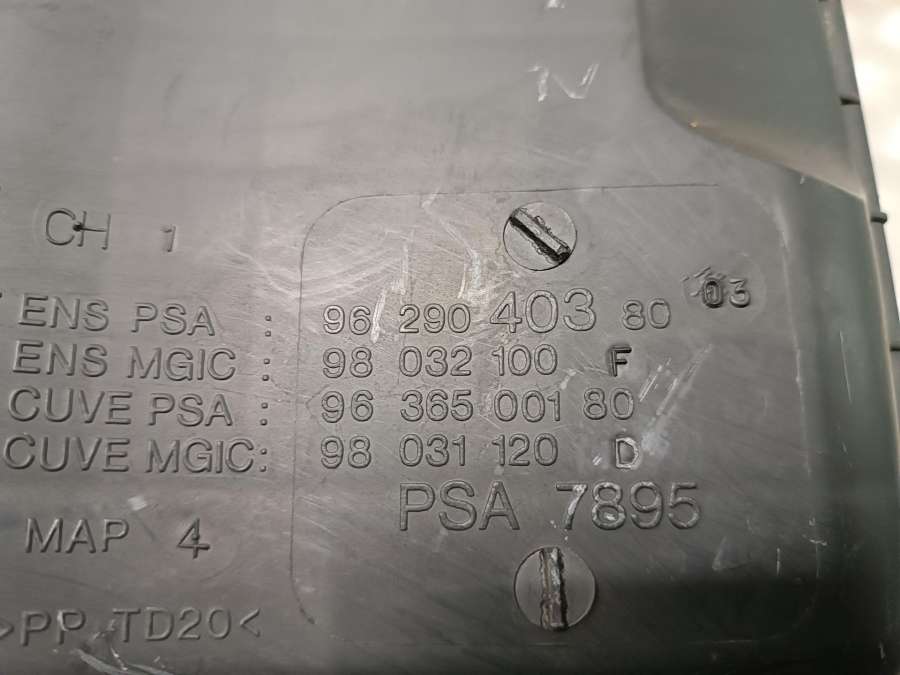 N
CH 1
ENS PSA : 96 290 403 80 03
ENS MGIC : 98 032 100 F
CUVE PSA : 96 365 001 80
CUVE MGIC : 98 031 120 D
PSA 7895
MAP 4
>PP TD20<